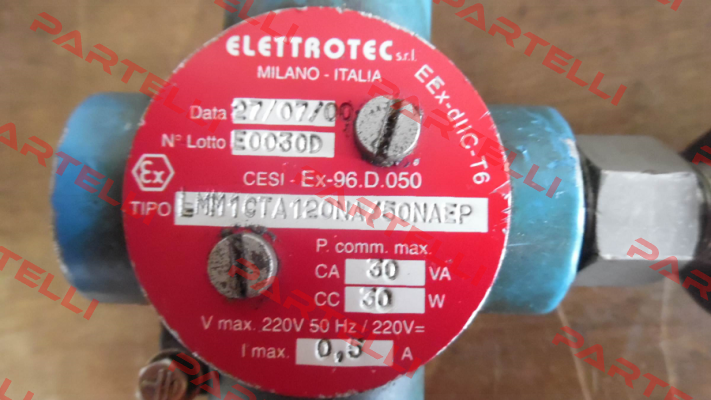 ELETTROTEC s.r.l.
MILANO - ITALIA
EEx-dIIC-T6
Data 27/07/00
N° Lotto E0030D
Ex
CESI - Ex-96.D.050
TIPO
P. comm. max.
CA 30 VA
CC 30 W
V max. 220V 50 Hz / 220V=
I max. 0,5 A
PARTELLI
PARTELLI
PARTELLI
PARTELLI
PARTELLI